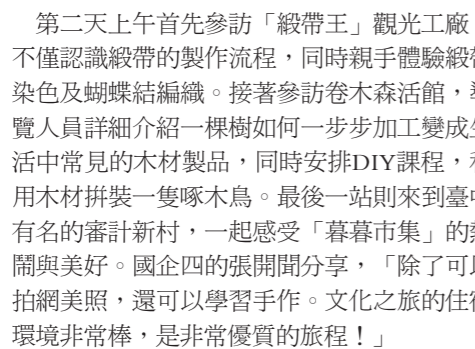 第二天上午首先參訪「緞帶王」觀光工廠
不僅認識緞帶的製作流程，同時親手體驗緞
染色及蝴蝶結編織。接著參訪卷木森活館，
覽人員詳細介紹一棵樹如何一步步加工變成
活中常見的木材製品，同時安排DIY課程，
用木材拼裝一隻啄木鳥。最後一站則來到臺
有名的審計新村，一起感受「暮暮市集」的
鬧與美好。國企四的張開閎分享，「除了可
拍網美照，還可以學習手作。文化之旅的住
環境非常棒，是非常優質的旅程！」